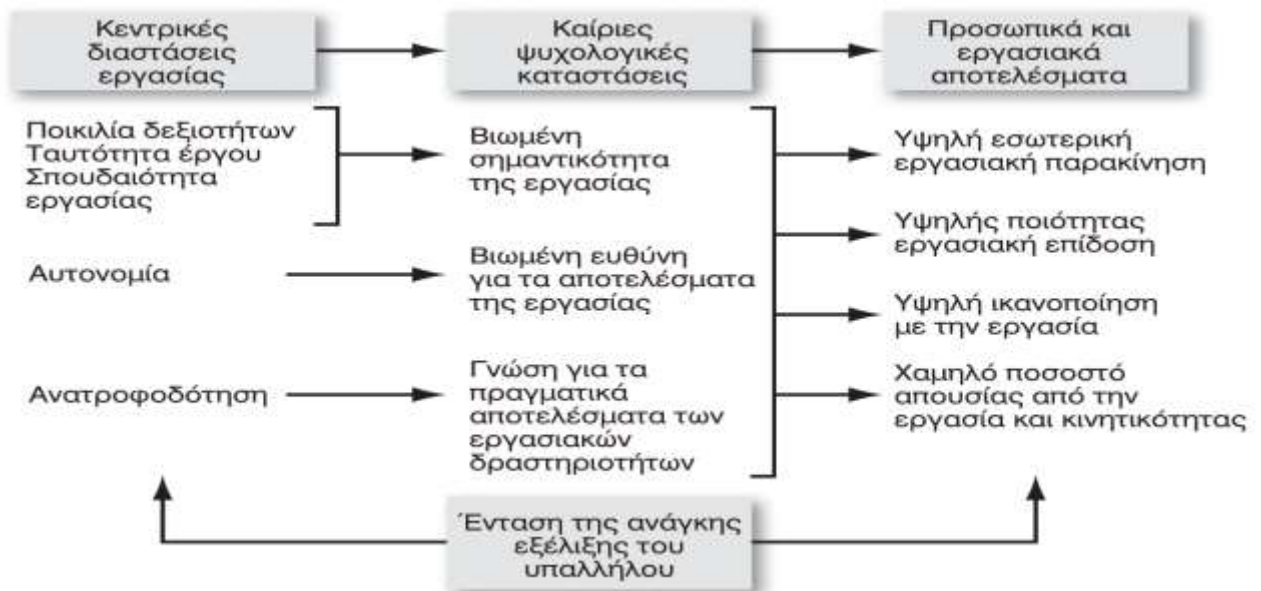 Κεντρικές
διαστάσεις
εργασίας
Καίριες
ψυχολογικές
καταστάσεις
Προσωπικά και
εργασιακά
αποτελέσματα
Ποικιλία δεξιοτήτων
Ταυτότητα έργου
Σπουδαιότητα
εργασίας
Βιωμένη
σημαντικότητα
της εργασίας
Υψηλή εσωτερική
εργασιακή παρακίνηση
Υψηλής ποιότητας
εργασιακή επίδοση
Αυτονομία
Βιωμένη ευθύνη
για τα αποτελέσματα
της εργασίας
Υψηλή ικανοποίηση
με την εργασία
Ανατροφοδότηση
Γνώση για τα
πραγματικά
αποτελέσματα των
εργασιακών
δραστηριοτήτων
Χαμηλό ποσοστό
απουσίας από την
εργασία και κινητικότητας
Ένταση της ανάγκης
εξέλιξης του
υπαλλήλου